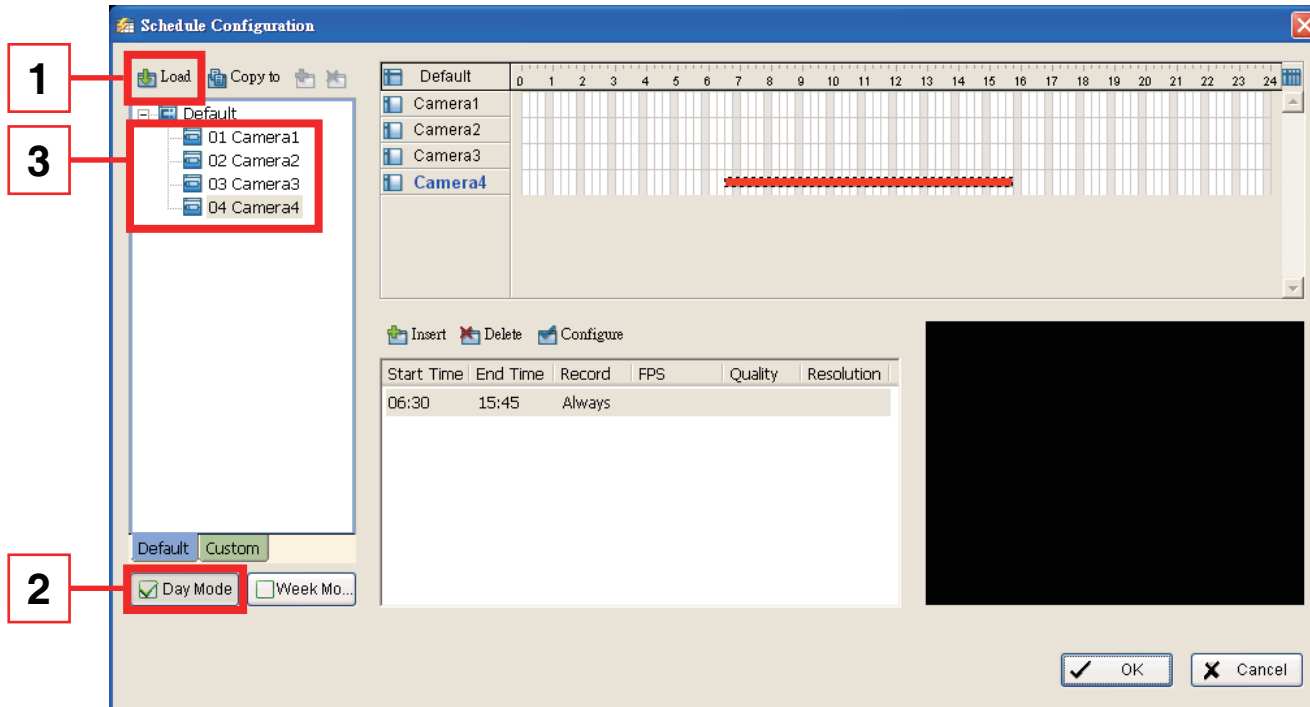 Schedule Configuration
1
Load Copy to
Default
01 Camera1
02 Camera2
03 Camera3
04 Camera4
3
Default Custom
2
Day Mode Week Mo...
Default 0 1 2 3 4 5 6 7 8 9 10 11 12 13 14 15 16 17 18 19 20 21 22 23 24
Camera1
Camera2
Camera3
Camera4
Insert Delete Configure
Start Time End Time Record FPS Quality Resolution
06:30 15:45 Always
OK Cancel